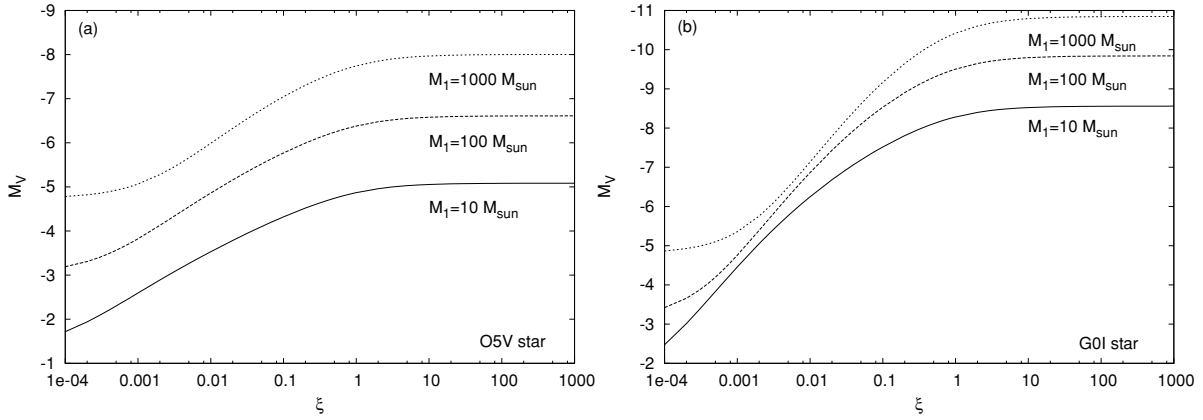 (a)
M_V
-9
-8
-7
-6
-5
-4
-3
-2
-1
M_1=1000 M_sun
M_1=100 M_sun
M_1=10 M_sun
O5V star
1e-04 0.001 0.01 0.1 1 10 100 1000
ξ
(b)
M_V
-11
-10
-9
-8
-7
-6
-5
-4
-3
-2
M_1=1000 M_sun
M_1=100 M_sun
M_1=10 M_sun
G0I star
1e-04 0.001 0.01 0.1 1 10 100 1000
ξ